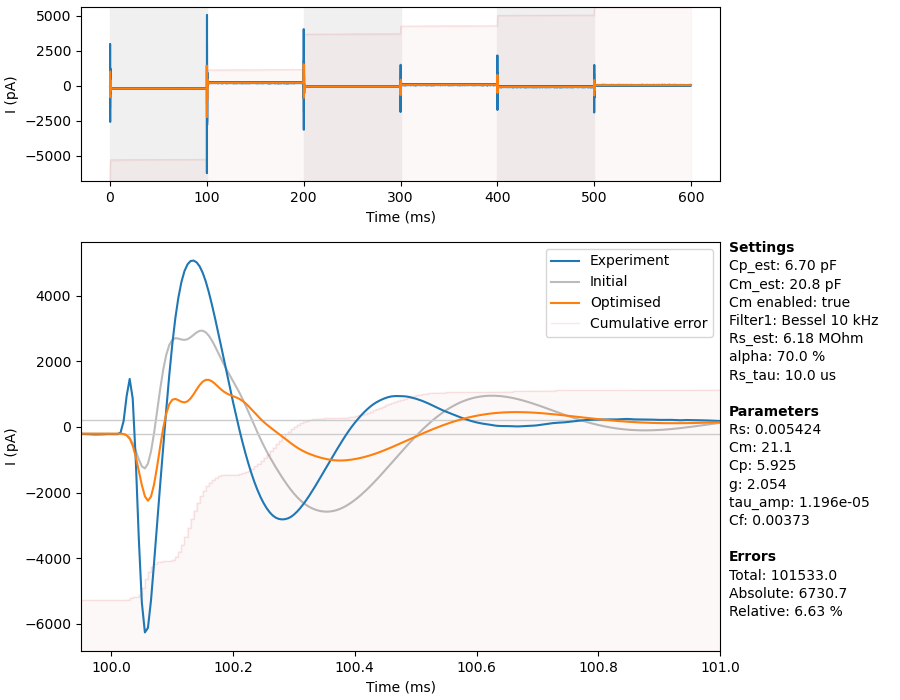 5000
2500
0
−2500
−5000
I (pA)
0 100 200 300 400 500 600
Time (ms)
4000
2000
0
−2000
−4000
−6000
I (pA)
100.0 100.2 100.4 100.6 100.8 101.0
Time (ms)
Experiment
Initial
Optimised
Cumulative error
Settings
Cp_est: 6.70 pF
Cm_est: 20.8 pF
Cm enabled: true
Filter1: Bessel 10 kHz
Rs_est: 6.18 MOhm
alpha: 70.0 %
Rs_tau: 10.0 us
Parameters
Rs: 0.005424
Cm: 21.1
Cp: 5.925
g: 2.054
tau_amp: 1.196e-05
Cf: 0.00373
Errors
Total: 101533.0
Absolute: 6730.7
Relative: 6.63 %